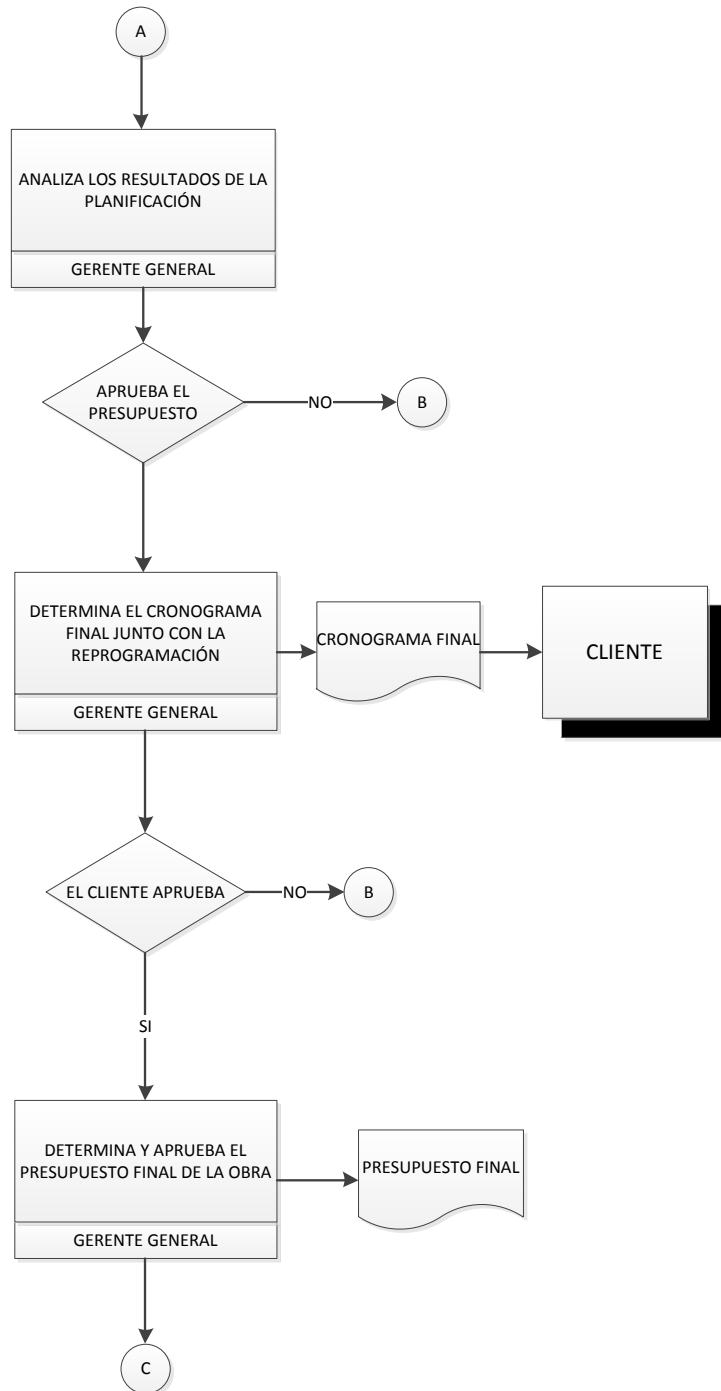 A
ANALIZA LOS RESULTADOS DE LA
PLANIFICACIÓN
GERENTE GENERAL
APRUEBA EL
PRESUPUESTO
NO
B
DETERMINA EL CRONOGRAMA
FINAL JUNTO CON LA
REPROGRAMACIÓN
GERENTE GENERAL
CRONOGRAMA FINAL
CLIENTE
EL CLIENTE APRUEBA
NO
B
SI
DETERMINA Y APRUEBA EL
PRESUPUESTO FINAL DE LA OBRA
GERENTE GENERAL
PRESUPUESTO FINAL
C